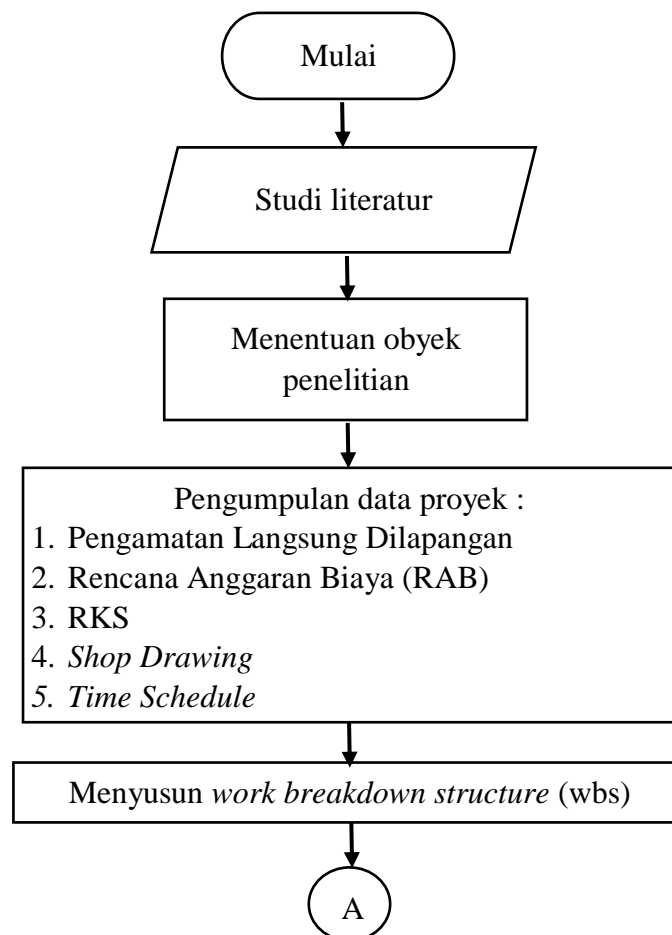 Mulai
Studi literatur
Menentuan obyek
penelitian
Pengumpulan data proyek :
1. Pengamatan Langsung Dilapangan
2. Rencana Anggaran Biaya (RAB)
3. RKS
4. Shop Drawing
5. Time Schedule
Menyusun work breakdown structure (wbs)
A